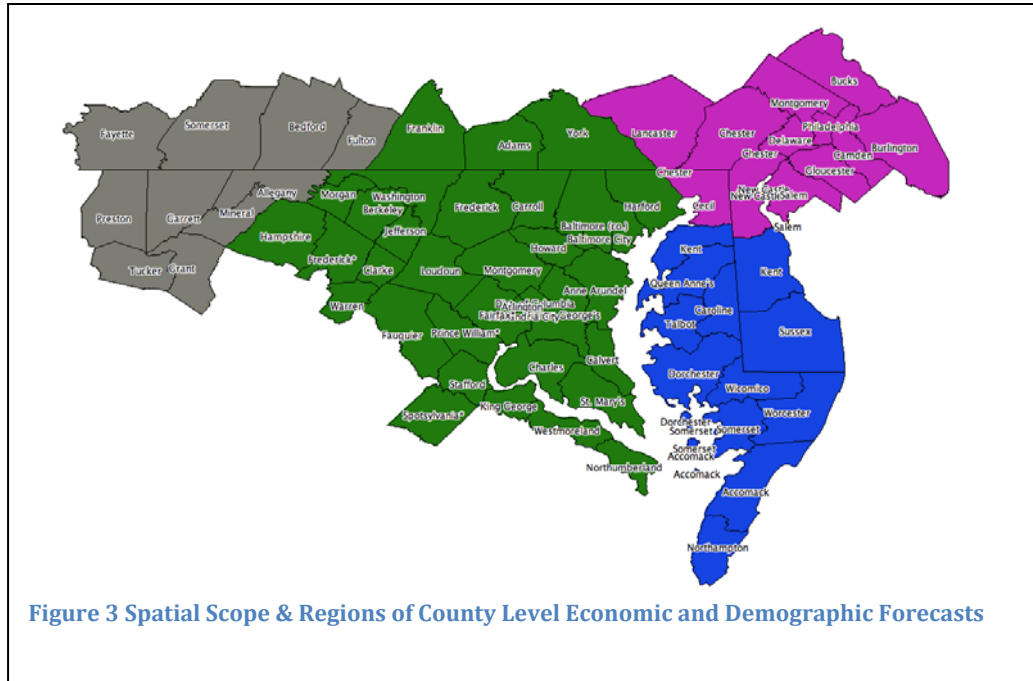 Bucks
Montgomery
Philadelphia
Fayette
Somerset
Bedford
Fulton
Franklin
Adams
York
Lancaster
Chester
Delaware
Burlington
Camden
Chester
Gloucester
Chester
New Castle
New Castle
Salem
Cecil
Salem
Allegany
Morgan
Washington
Berkeley
Frederick
Carroll
Harford
Preston
Garrett
Mineral
Jefferson
Baltimore (co.)
Baltimore City
Hampshire
Howard
Kent
Frederick*
Clarke
Loudoun
Montgomery
Tucker
Grant
Kent
Queen Anne's
Anne Arundel
Warren
Arlington
Caroline
Talbot
Fauquier
Prince William*
Sussex
Calvert
Charles
Dorchester
Stafford
Wicomico
St. Mary's
King George
Spotsylvania*
Worcester
Dorchester
Somerset
Somerset
Westmoreland
Somerset
Accomack
Northumberland
Accomack
Accomack
Northampton
Figure 3 Spatial Scope & Regions of County Level Economic and Demographic Forecasts